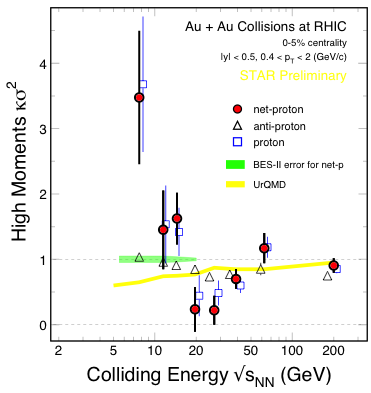 Au + Au Collisions at RHIC
0-5% centrality
|y| < 0.5, 0.4 < pT < 2 (GeV/c)
STAR Preliminary
net-proton
anti-proton
proton
BES-II error for net-p
UrQMD
High Moments κσ²
4
3
2
1
0
2 5 10 20 50 100 200
Colliding Energy √sNN (GeV)